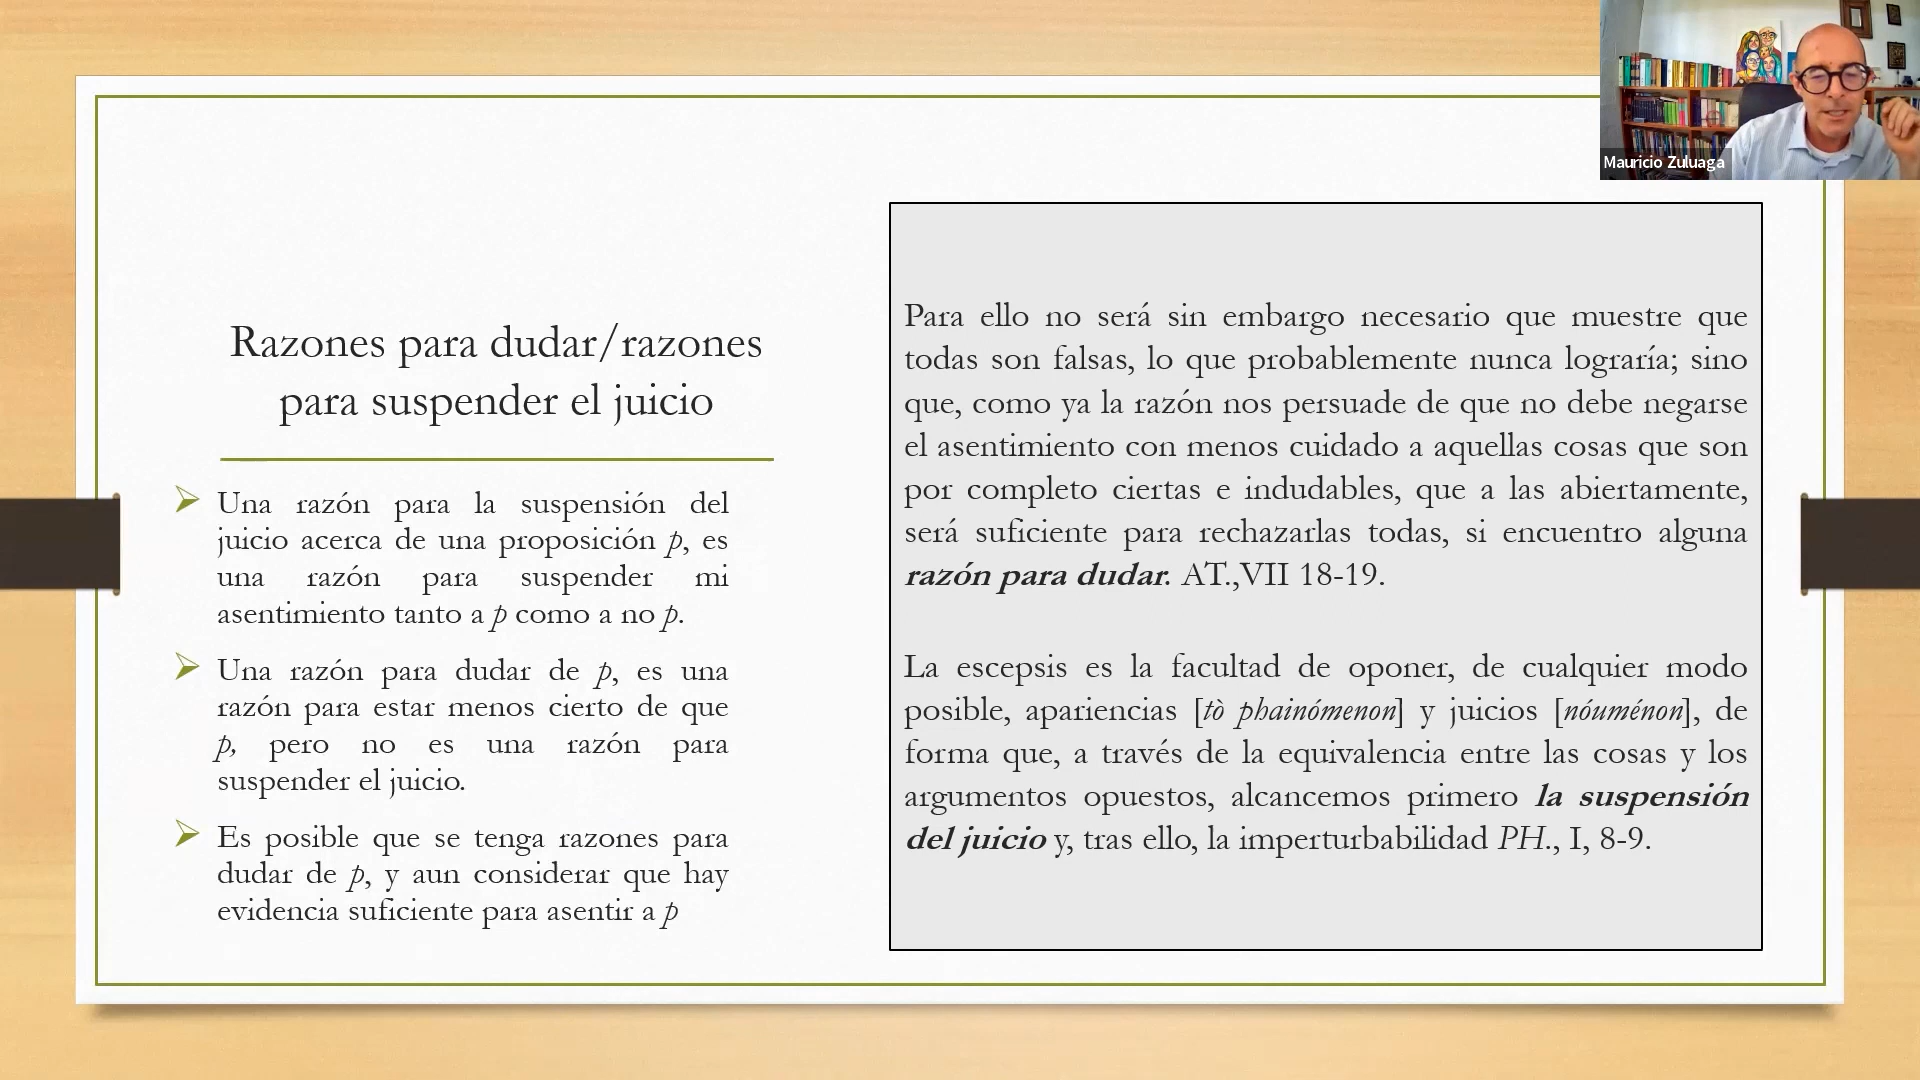 Mauricio Zuluaga
Razones para dudar/razones
para suspender el juicio
Una razón para la suspensión del
juicio acerca de una proposición p, es
una razón para suspender mi
asentimiento tanto a p como a no p.
Una razón para dudar de p, es una
razón para estar menos cierto de que
p, pero no es una razón para
suspender el juicio.
Es posible que se tenga razones para
dudar de p, y aun considerar que hay
evidencia suficiente para asentir a p
Para ello no será sin embargo necesario que muestre que
todas son falsas, lo que probablemente nunca lograría; sino
que, como ya la razón nos persuade de que no debe negarse
el asentimiento con menos cuidado a aquellas cosas que son
por completo ciertas e indudables, que a las abiertamente,
será suficiente para rechazarlas todas, si encuentro alguna
razón para dudar. AT.,VII 18-19.
La escepsis es la facultad de oponer, de cualquier modo
posible, apariencias [tò phainómenon] y juicios [nóuménon], de
forma que, a través de la equivalencia entre las cosas y los
argumentos opuestos, alcancemos primero la suspensión
del juicio y, tras ello, la imperturbabilidad PH., I, 8-9.